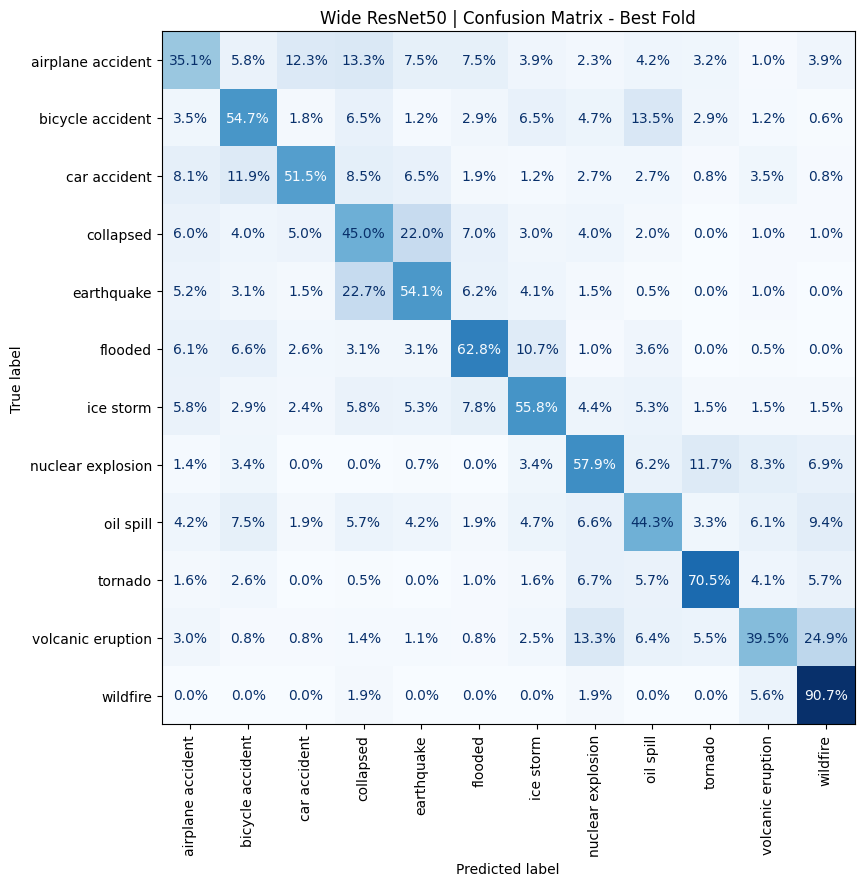 Wide ResNet50 | Confusion Matrix - Best Fold
airplane accident 35.1% 5.8% 12.3% 13.3% 7.5% 7.5% 3.9% 2.3% 4.2% 3.2% 1.0% 3.9%
bicycle accident 3.5% 54.7% 1.8% 6.5% 1.2% 2.9% 6.5% 4.7% 13.5% 2.9% 1.2% 0.6%
car accident 8.1% 11.9% 51.5% 8.5% 6.5% 1.9% 1.2% 2.7% 2.7% 0.8% 3.5% 0.8%
collapsed 6.0% 4.0% 5.0% 45.0% 22.0% 7.0% 3.0% 4.0% 2.0% 0.0% 1.0% 1.0%
earthquake 5.2% 3.1% 1.5% 22.7% 54.1% 6.2% 4.1% 1.5% 0.5% 0.0% 1.0% 0.0%
flooded 6.1% 6.6% 2.6% 3.1% 3.1% 62.8% 10.7% 1.0% 3.6% 0.0% 0.5% 0.0%
ice storm 5.8% 2.9% 2.4% 5.8% 5.3% 7.8% 55.8% 4.4% 5.3% 1.5% 1.5% 1.5%
nuclear explosion 1.4% 3.4% 0.0% 0.0% 0.7% 0.0% 3.4% 57.9% 6.2% 11.7% 8.3% 6.9%
oil spill 4.2% 7.5% 1.9% 5.7% 4.2% 1.9% 4.7% 6.6% 44.3% 3.3% 6.1% 9.4%
tornado 1.6% 2.6% 0.0% 0.5% 0.0% 1.0% 1.6% 6.7% 5.7% 70.5% 4.1% 5.7%
volcanic eruption 3.0% 0.8% 0.8% 1.4% 1.1% 0.8% 2.5% 13.3% 6.4% 5.5% 39.5% 24.9%
wildfire 0.0% 0.0% 0.0% 1.9% 0.0% 0.0% 0.0% 1.9% 0.0% 0.0% 5.6% 90.7%
True label
airplane accident
bicycle accident
car accident
collapsed
earthquake
flooded
ice storm
nuclear explosion
oil spill
tornado
volcanic eruption
wildfire
Predicted label